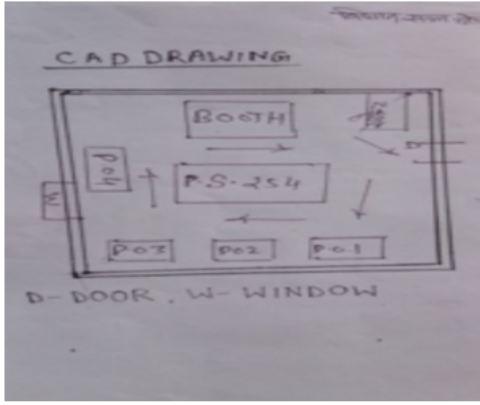 CAD DRAWING
BOOTH
D
P04
P.S.254
W
P03
P02
P0.1
D-DOOR, W-WINDOW